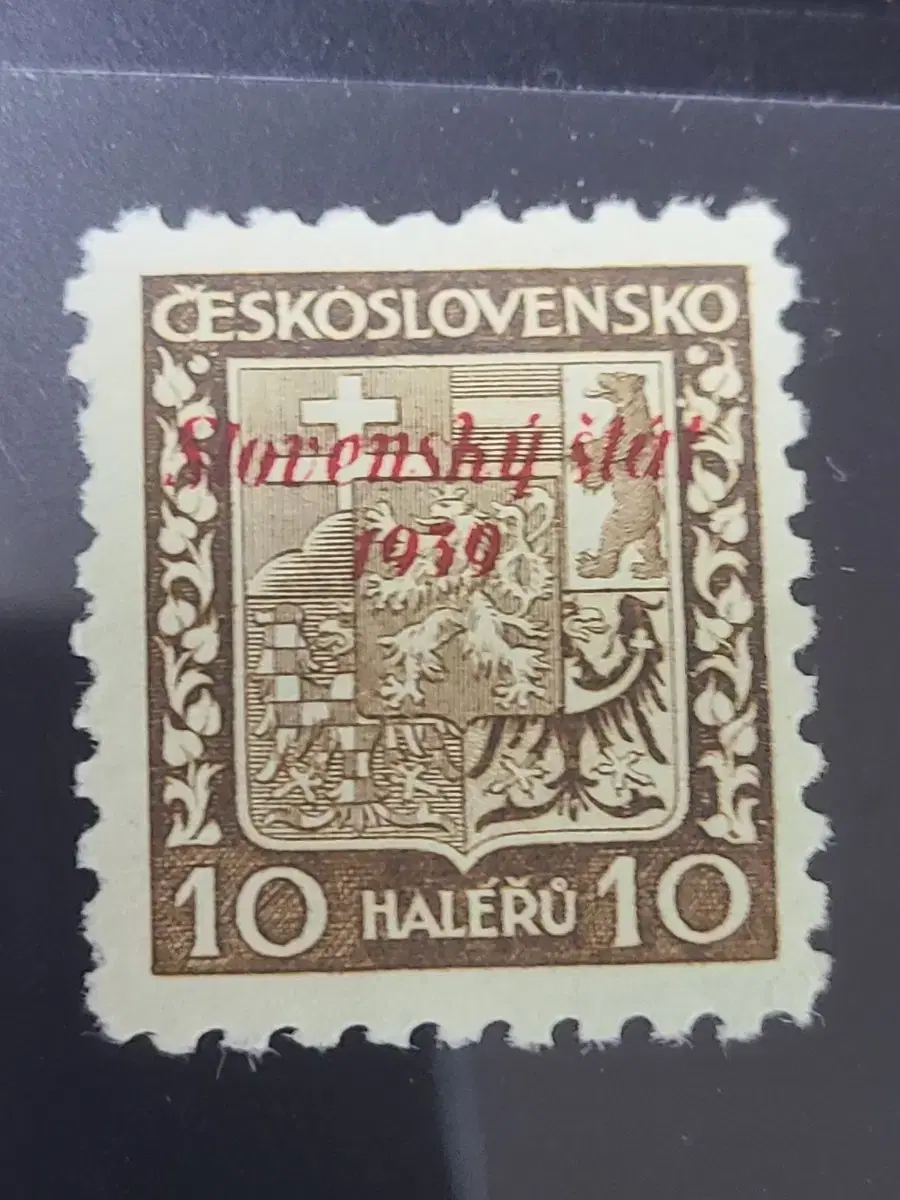 ČESKOSLOVENSKO
Slovenský štát
1939
10 HALÉŘŮ 10